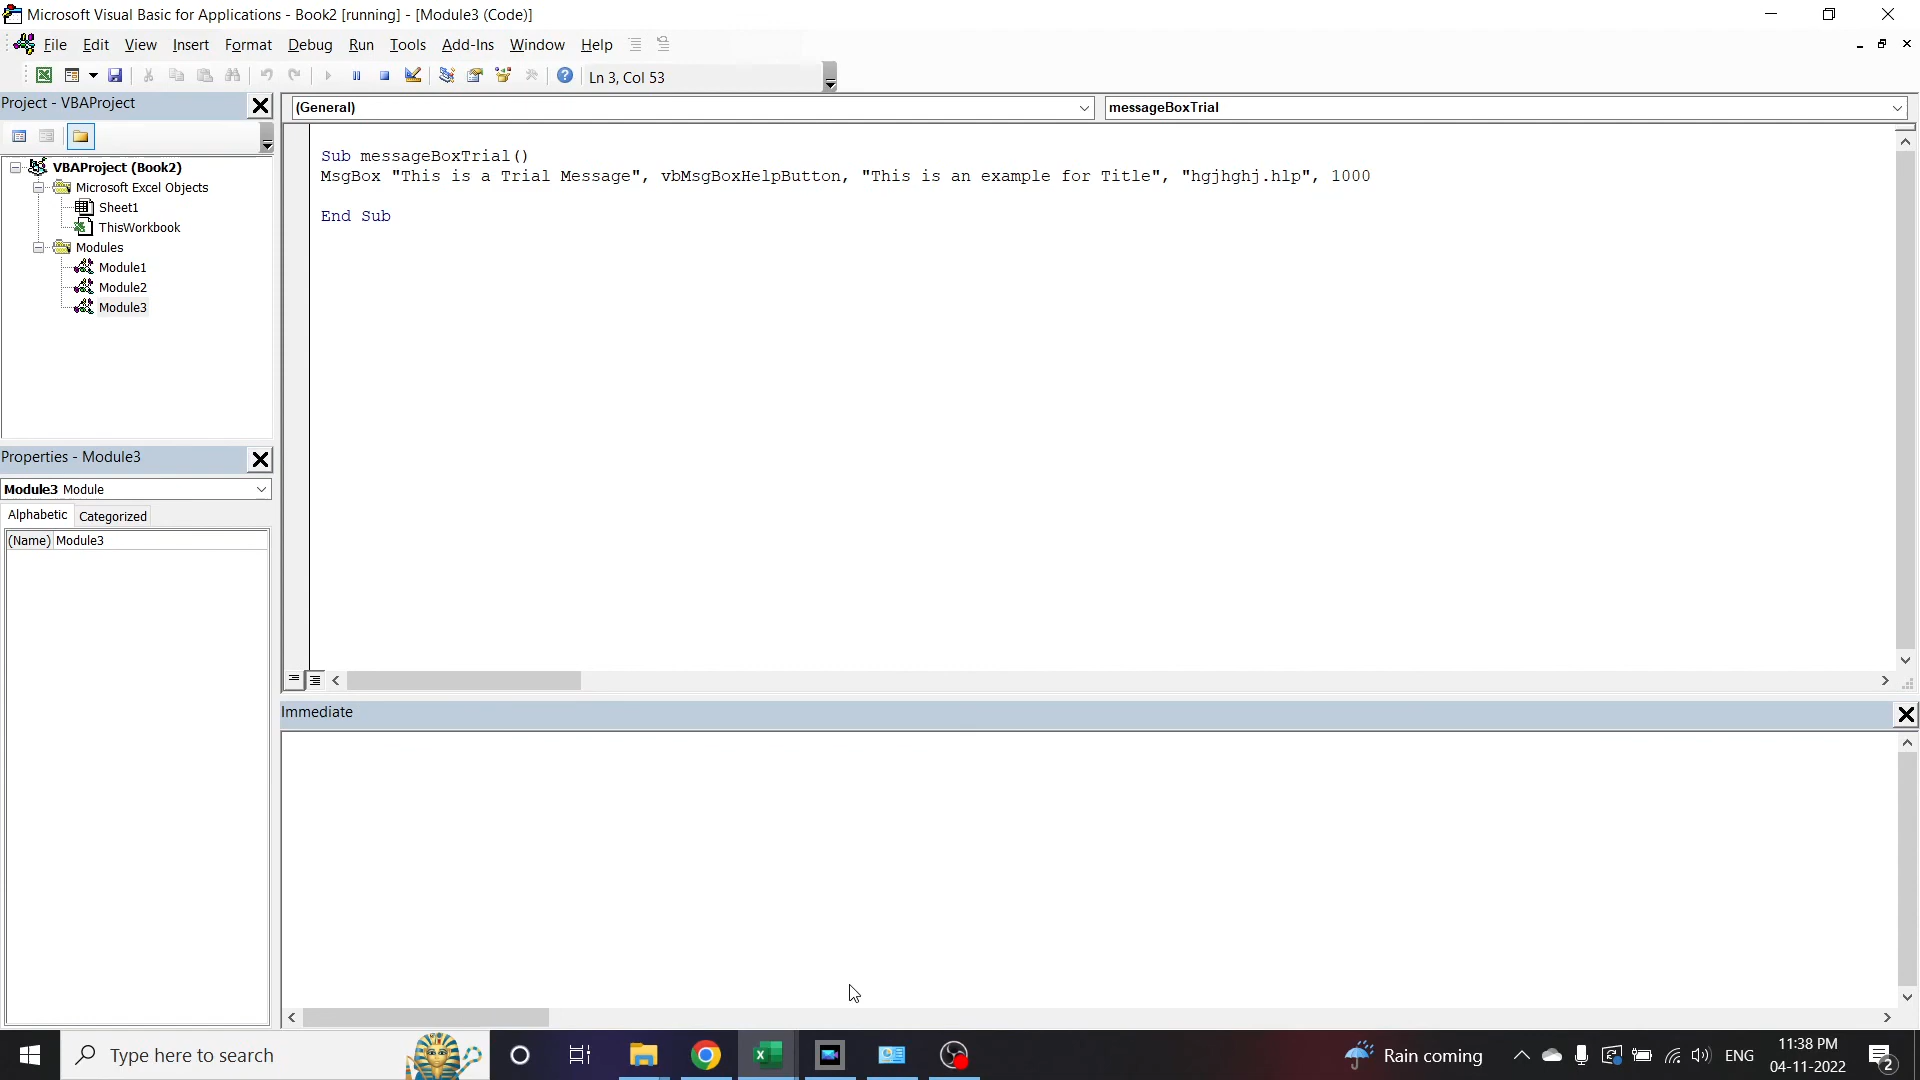 Microsoft Visual Basic for Applications - Book2 [running] - [Module3 (Code)]
File Edit View Insert Format Debug Run Tools Add-Ins Window Help
Ln 3, Col 53
Project - VBAProject
(General)
messageBoxTrial
VBAProject (Book2)
Microsoft Excel Objects
Sheet1
ThisWorkbook
Modules
Module1
Module2
Module3
Sub messageBoxTrial()
MsgBox "This is a Trial Message", vbMsgBoxHelpButton, "This is an example for Title", "hgjhghj.hlp", 1000
End Sub
Properties - Module3
Module3 Module
Alphabetic Categorized
(Name) Module3
Immediate
Type here to search
Rain coming
ENG
11:38 PM
04-11-2022
2